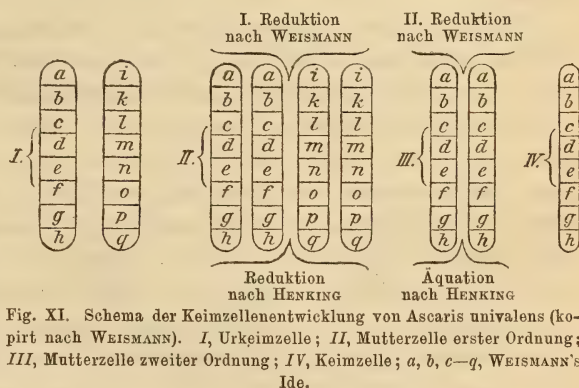 I. Reduktion
nach WEISMANN
II. Reduktion
nach WEISMANN
a i a a i i a a a
b k b b k k b b b
c l c c l l c c c
I. d m II. d d m m III. d d IV. d
e n e e n n e e e
f o f f o o f f f
g p g g p p g g g
h q h h q q h h h
Reduktion
nach HENKING
Äquation
nach HENKING
Fig. XI. Schema der Keimzellenentwicklung von Ascaris univalens (ko-
pirt nach WEISMANN). I, Urkeimzelle; II, Mutterzelle erster Ordnung;
III, Mutterzelle zweiter Ordnung; IV, Keimzelle; a, b, c—q, WEISMANN's
Ide.